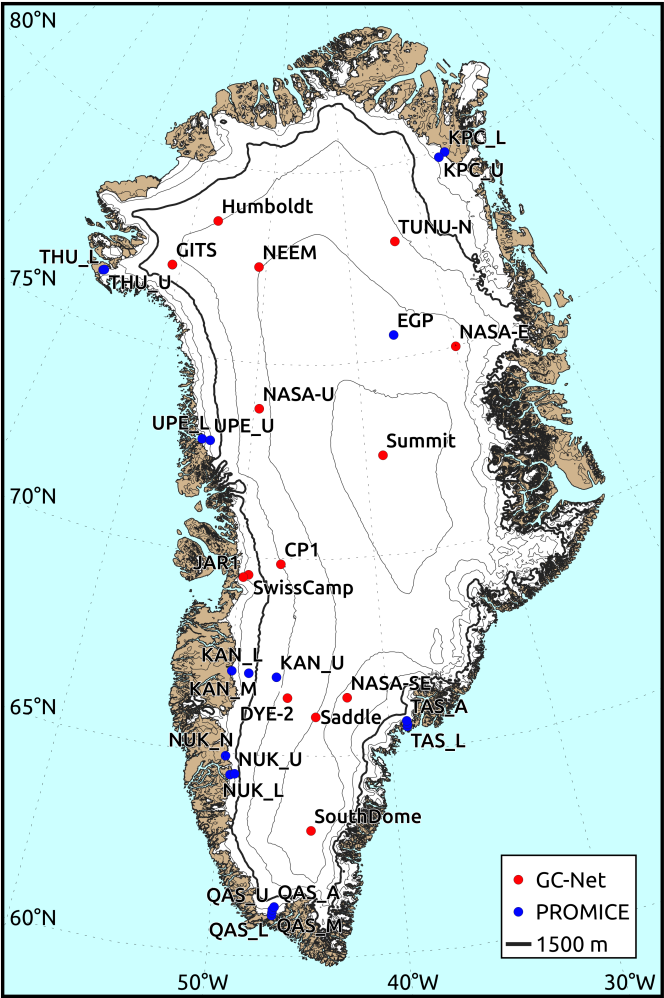 80°N
KPC_L
KPC_U
Humboldt
TUNU-N
THU_L
GITS
NEEM
75°N
THU_U
EGP
NASA-E
NASA-U
UPE_L
UPE_U
Summit
70°N
CP1
JAR1
SwissCamp
KAN_L
KAN_U
KAN_M
NASA-SE
65°N
DYE-2
Saddle
TAS_A
TAS_L
NUK_N
NUK_U
NUK_L
SouthDome
GC-Net
PROMICE
1500 m
QAS_U
QAS_A
60°N
QAS_L
QAS_M
50°W
40°W
30°W